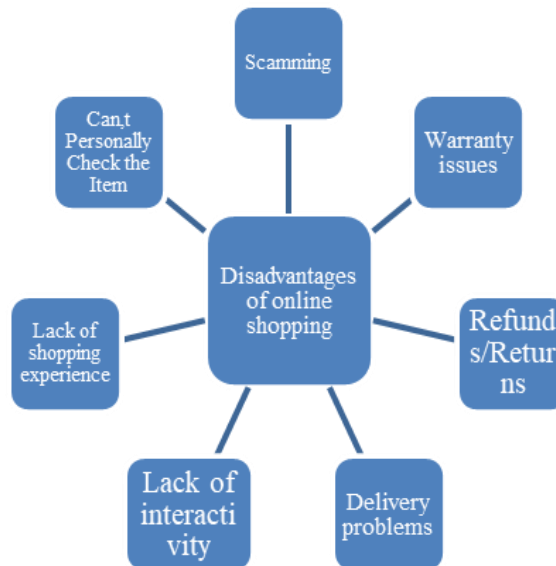 Scamming
Can,t
Personally
Check the
Item
Warranty
issues
Disadvantages
of online
shopping
Lack of
shopping
experience
Refund
s/Retur
ns
Lack of
interacti
vity
Delivery
problems